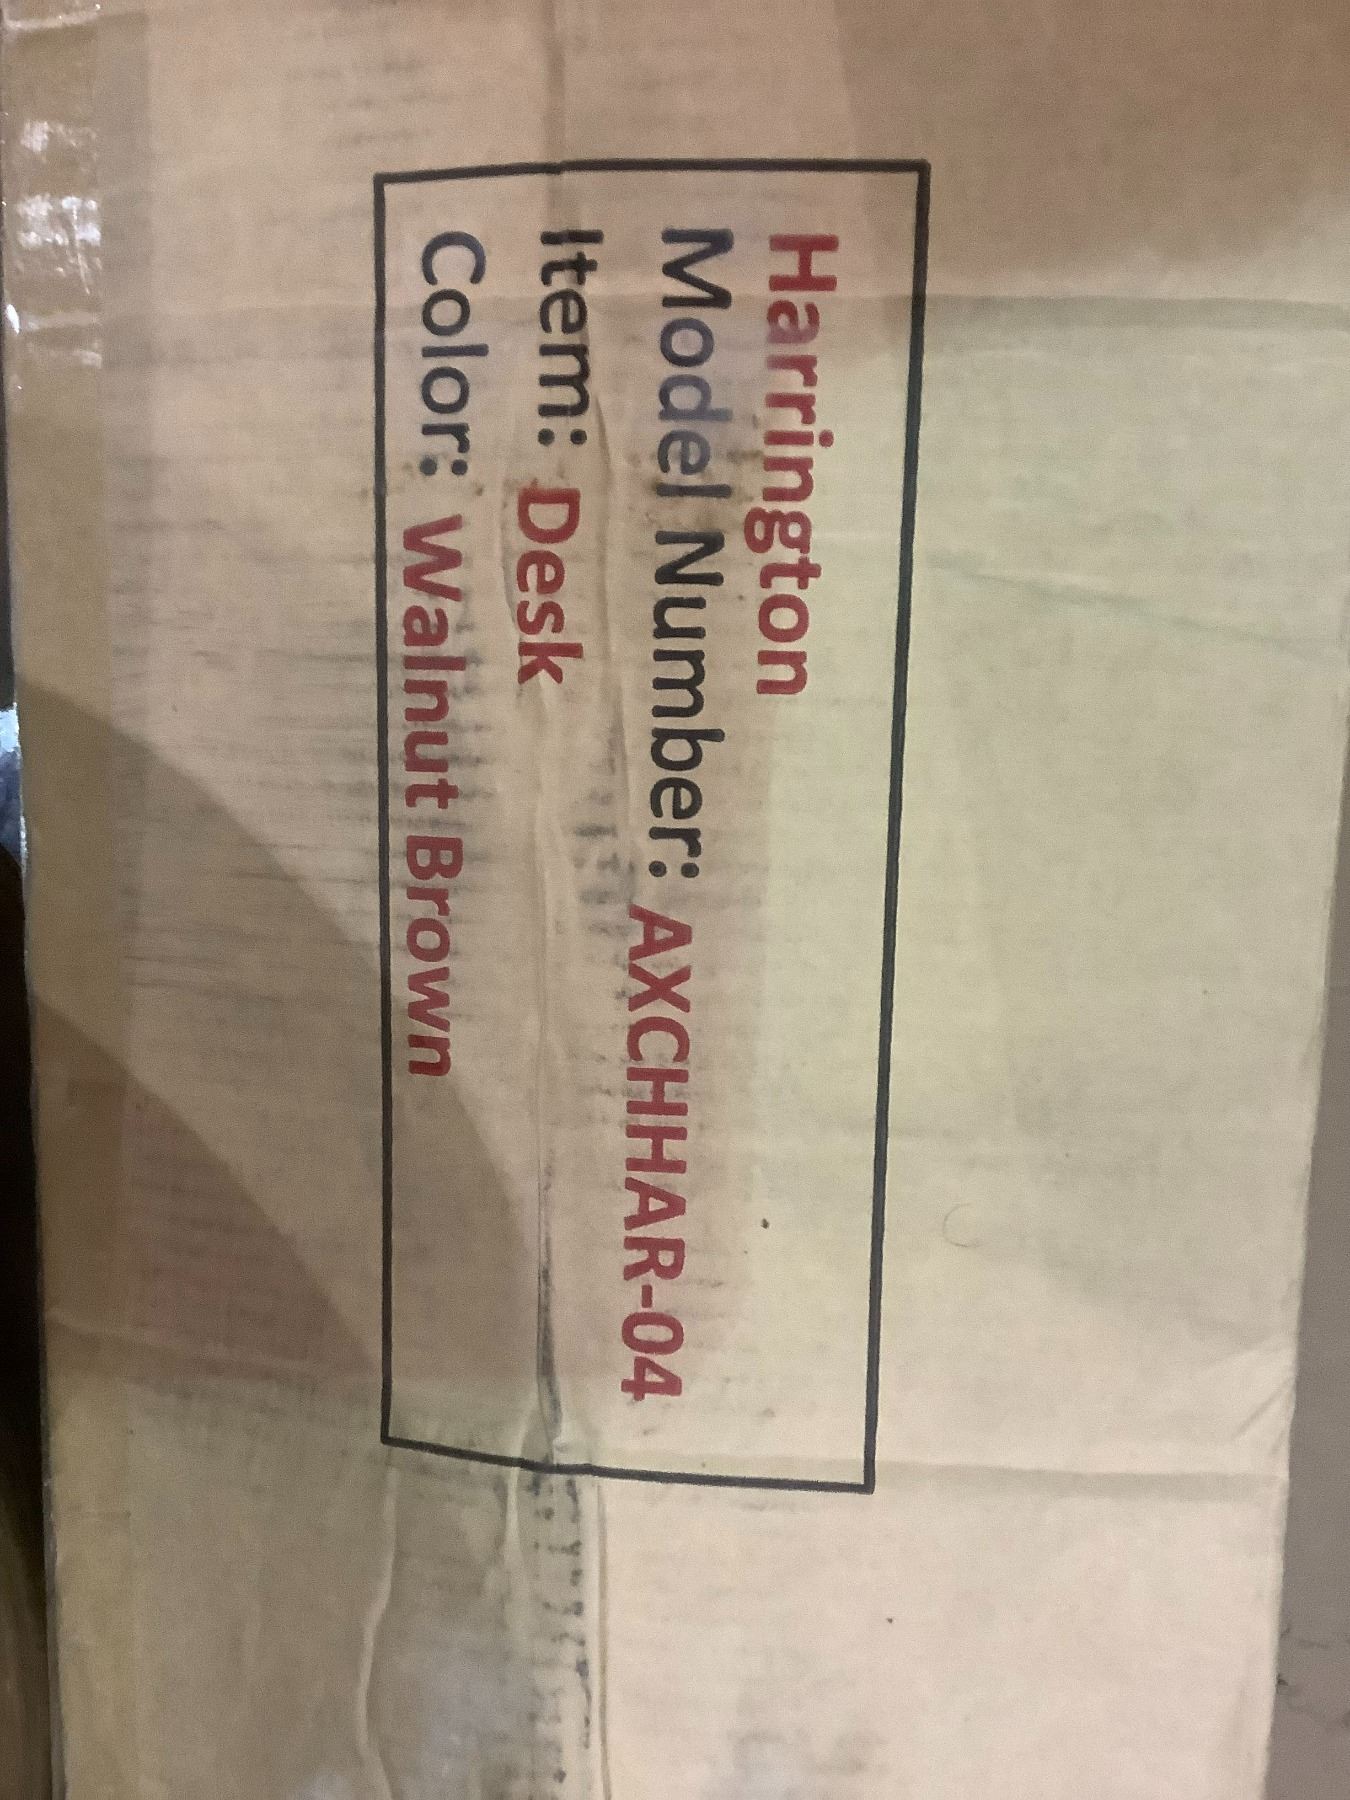 Harrington
Model Number: AXCHHAR-04
Item: Desk
Color: Walnut Brown